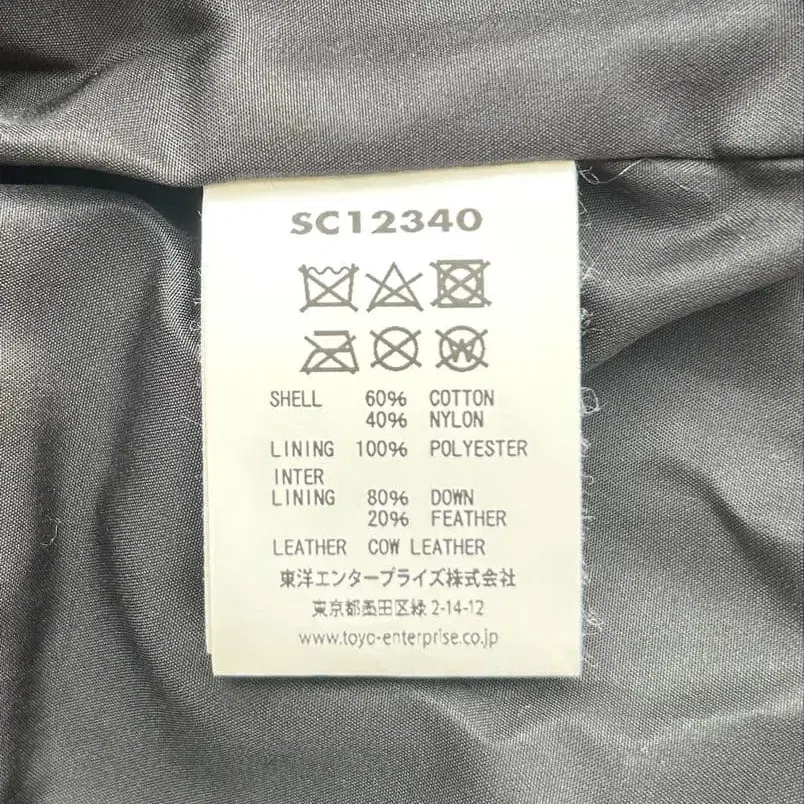 SC12340
W
SHELL 60% COTTON
40% NYLON
LINING 100% POLYESTER
INTER
LINING 80% DOWN
20% FEATHER
LEATHER COW LEATHER
東洋エンタープライズ株式会社
東京都墨田区緑 2-14-12
www.toyo-enterprise.co.jp